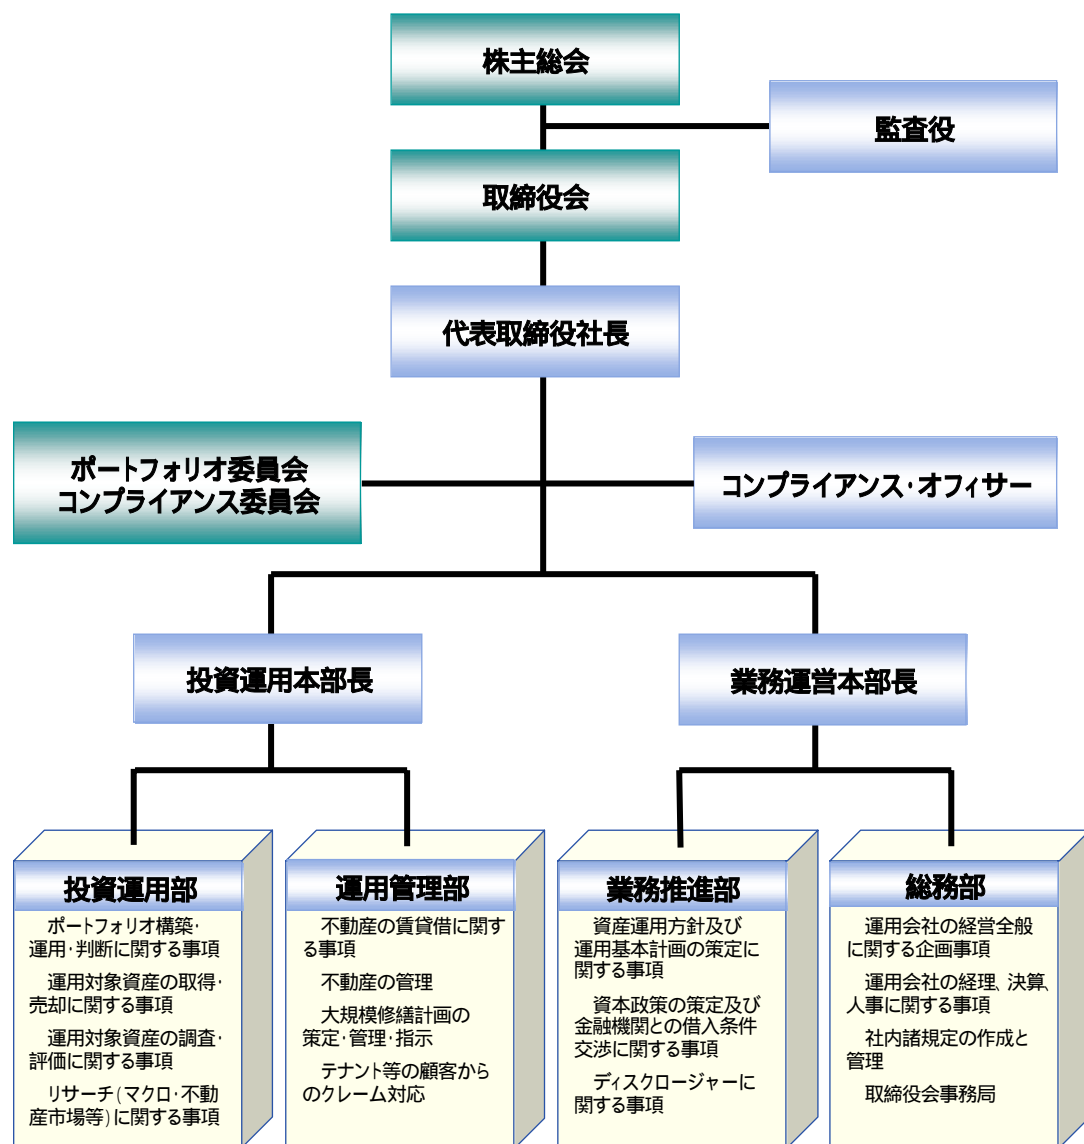 株主総会
監査役
取締役会
代表取締役社長
ポートフォリオ委員会
コンプライアンス委員会
コンプライアンス・オフィサー
投資運用本部長
業務運営本部長
投資運用部
ポートフォリオ構築・
運用・判断に関する事項
運用対象資産の取得・
売却に関する事項
運用対象資産の調査・
評価に関する事項
リサーチ(マクロ・不動
産市場等)に関する事項
運用管理部
不動産の賃貸借に関す
る事項
不動産の管理
大規模修繕計画の
策定・管理・指示
テナント等の顧客から
のクレーム対応
業務推進部
資産運用方針及び
運用基本計画の策定に
関する事項
資本政策の策定及び
金融機関との借入条件
交渉に関する事項
ディスクロージャーに
関する事項
総務部
運用会社の経営全般
に関する企画事項
運用会社の経理、決算、
人事に関する事項
社内諸規定の作成と
管理
取締役会事務局